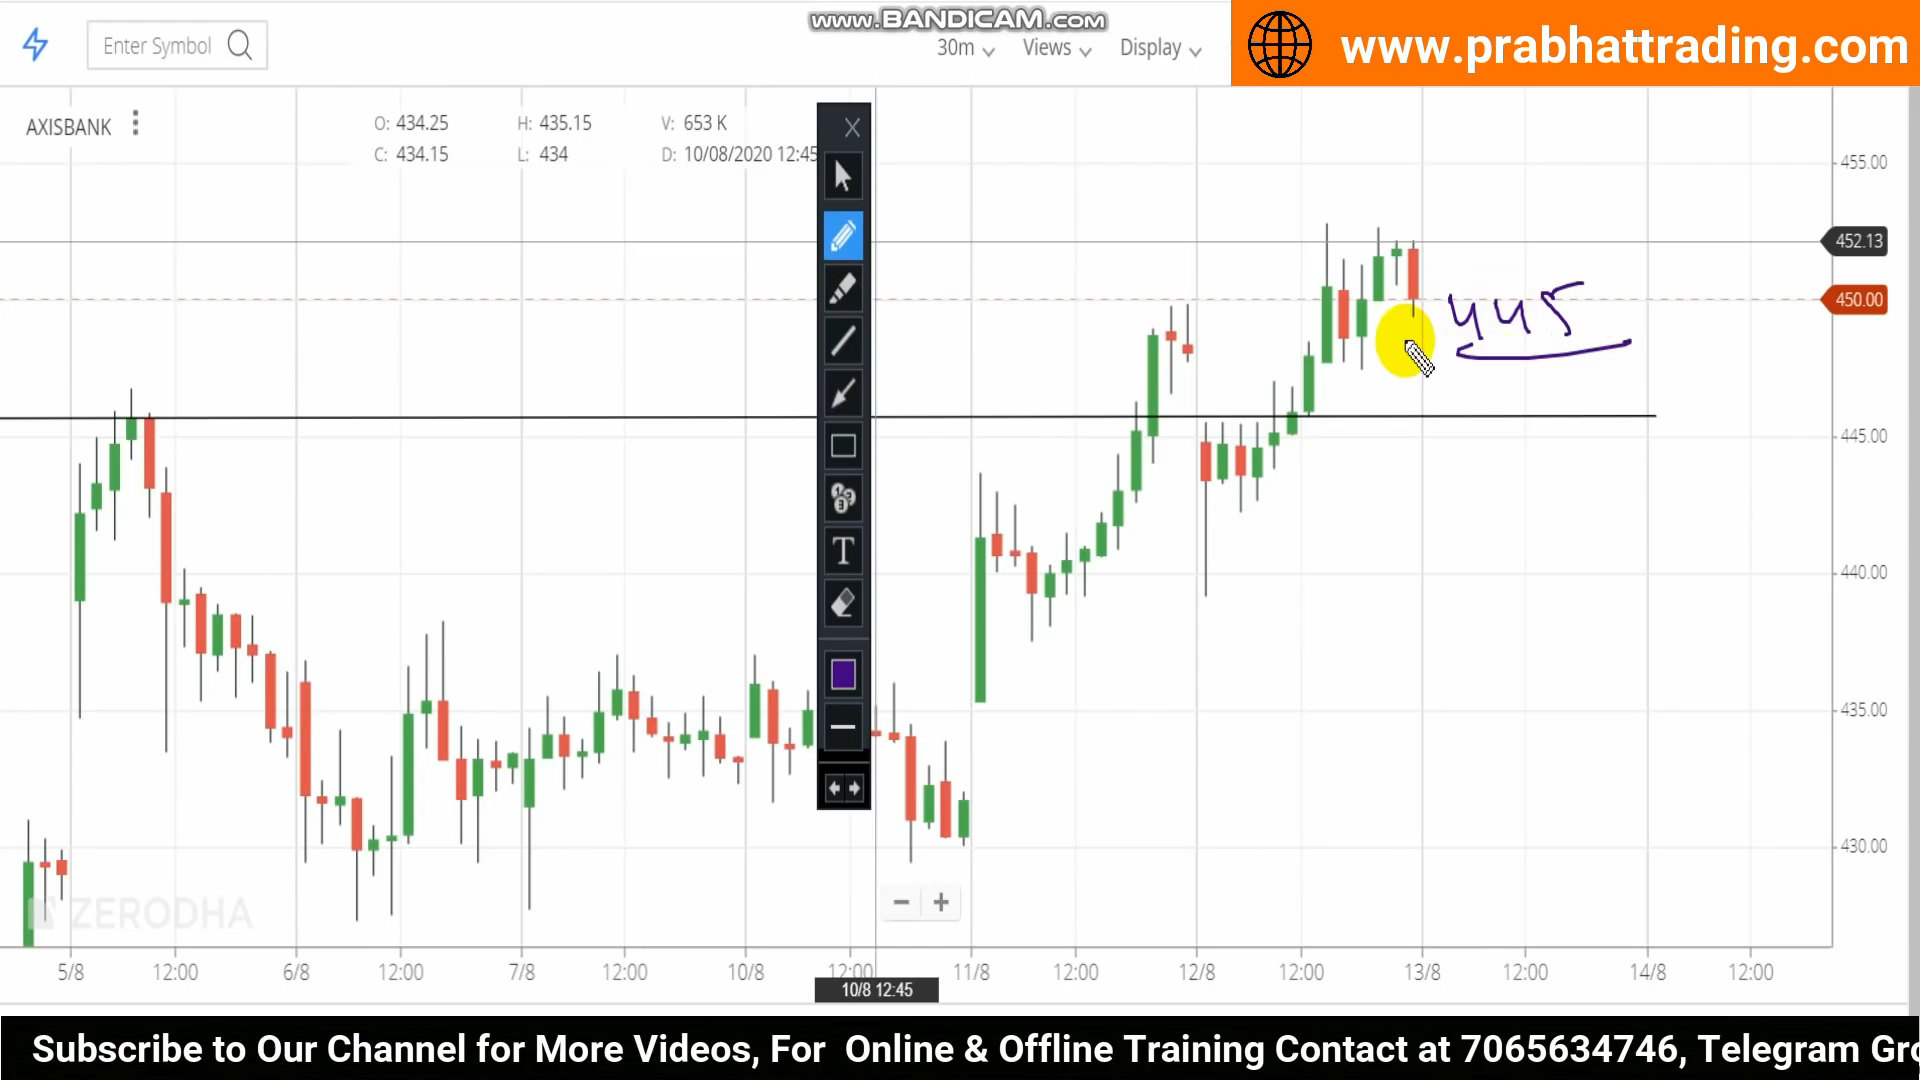 www.BANDICAM.com
www.prabhattrading.com
Enter Symbol
30m Views Display
AXISBANK
O: 434.25 H: 435.15 V: 653 K
C: 434.15 L: 434 D: 10/08/2020 12:45
X
T
455.00
452.13
450.00
445
445.00
440.00
435.00
430.00
ZERODHA
− +
5/8 12:00 6/8 12:00 7/8 12:00 10/8 12:00 11/8 12:00 12/8 12:00 13/8 12:00 14/8 12:00
10/8 12:45
Subscribe to Our Channel for More Videos, For Online & Offline Training Contact at 7065634746, Telegram Gro